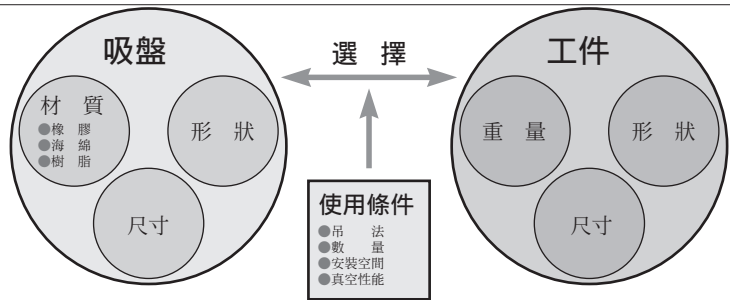 吸盤
材 質
●橡 膠
●海 綿
●樹 脂
形 狀
尺寸
選 擇
使用條件
●吊 法
●數 量
●安裝空間
●真空性能
工件
重 量
形 狀
尺寸